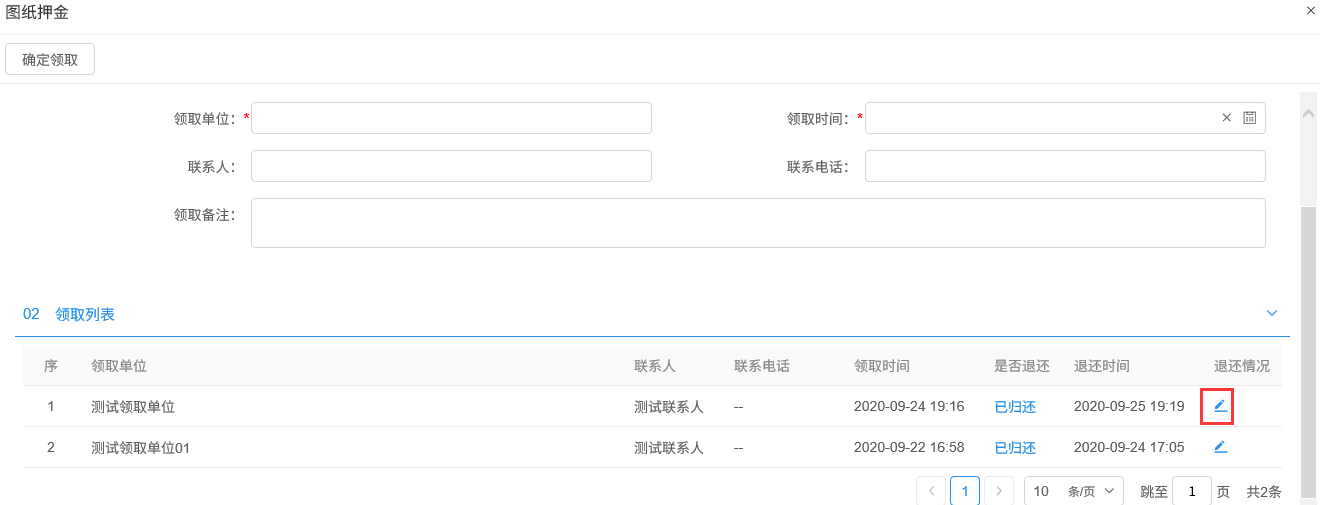 图纸押金
确定领取
领取单位：* 领取时间：*
联系人： 联系电话：
领取备注：
02 领取列表
序 领取单位 联系人 联系电话 领取时间 是否退还 退还时间 退还情况
1 测试领取单位 测试联系人 -- 2020-09-24 19:16 已归还 2020-09-25 19:19
2 测试领取单位01 测试联系人 -- 2020-09-22 16:58 已归还 2020-09-24 17:05
1 10 条/页 跳至 1 页 共2条